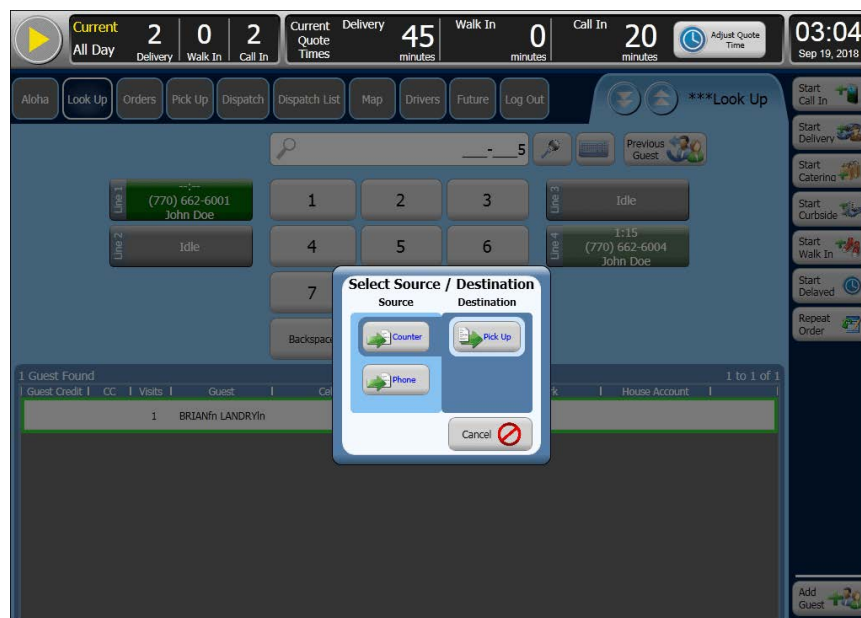 Current
All Day
2
Delivery
0
Walk In
2
Call In
Current
Quote
Times
Delivery
45
minutes
Walk In
0
minutes
Call In
20
minutes
Adjust Quote
Time
03:04
Sep 19, 2018
Aloha
Look Up
Orders
Pick Up
Dispatch
Dispatch List
Map
Drivers
Future
Log Out
***Look Up
Start
Call In
Start
Delivery
Start
Catering
Start
Curbside
Start
Walk In
Start
Delayed
Repeat
Order
___-___5
Previous
Guest
Line 1
--:--
(770) 662-6001
John Doe
1
2
3
Line 3
Idle
Line 2
Idle
4
5
6
Line 4
1:15
(770) 662-6004
John Doe
7
Backspac
Select Source / Destination
Source
Destination
Counter
Pick Up
Phone
Cancel
1 Guest Found
1 to 1 of 1
Guest Credit
CC
Visits
Guest
Cel
House Account
1
BRIANfn LANDRYln
Add
Guest